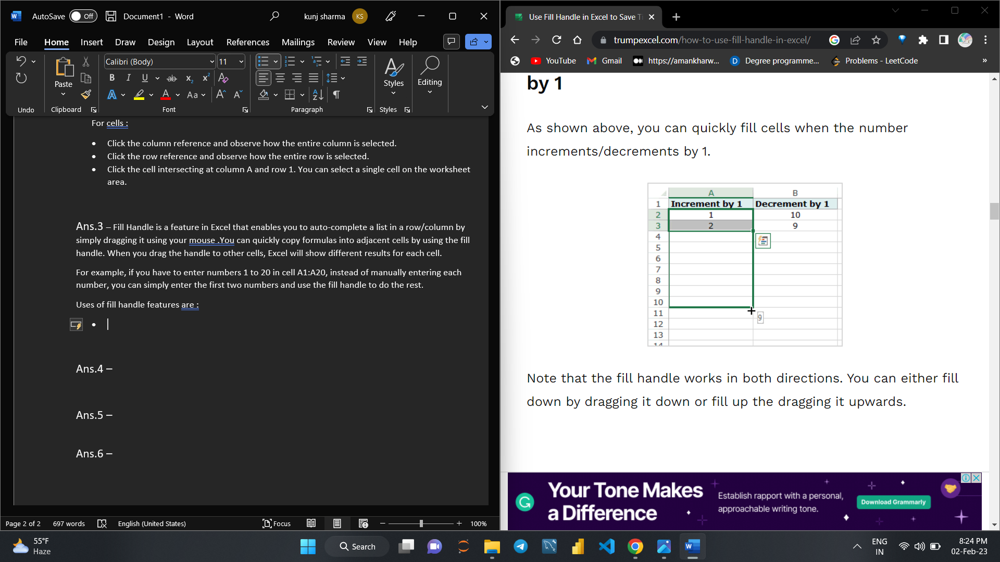 AutoSave Off Document1 - Word kunj sharma KS
File Home Insert Draw Design Layout References Mailings Review View Help
Calibri (Body) 11
Paste
Styles
Editing
Undo Clipboard Font Paragraph Styles
For cells :
• Click the column reference and observe how the entire column is selected.
• Click the row reference and observe how the entire row is selected.
• Click the cell intersecting at column A and row 1. You can select a single cell on the worksheet
area.
Ans.3 – Fill Handle is a feature in Excel that enables you to auto-complete a list in a row/column by
simply dragging it using your mouse .You can quickly copy formulas into adjacent cells by using the fill
handle. When you drag the handle to other cells, Excel will show different results for each cell.
For example, if you have to enter numbers 1 to 20 in cell A1:A20, instead of manually entering each
number, you can simply enter the first two numbers and use the fill handle to do the rest.
Uses of fill handle features are :
•
Ans.4 –
Ans.5 –
Ans.6 –
Page 2 of 2 697 words English (United States) Focus 100%
Use Fill Handle in Excel to Save Ti
trumpexcel.com/how-to-use-fill-handle-in-excel/
YouTube Gmail https://amankharw... Degree programme... Problems - LeetCode »
by 1
As shown above, you can quickly fill cells when the number
increments/decrements by 1.
A B
1 Increment by 1 Decrement by 1
2 1 10
3 2 9
4
5
6
7
8
9
10
11 9
12
13
14
Note that the fill handle works in both directions. You can either fill
down by dragging it down or fill up the dragging it upwards.
Your Tone Makes
a Difference
Establish rapport with a personal,
approachable writing tone.
Download Grammarly
55°F
Haze
Search
ENG
IN
8:24 PM
02-Feb-23